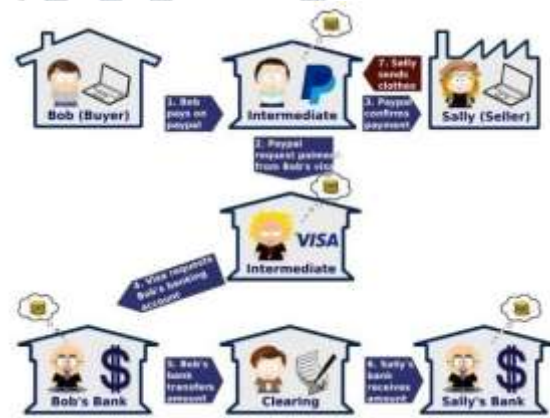 Bob (Buyer)
1. Bob
pays on
paypal
Intermediate
7. Sally
sends
clothes
3. Paypal
confirms
payment
Sally (Seller)
2. Paypal
request paiment
from Bob's visa
VISA
Intermediate
4. Visa requests
Bob's banking
account
Bob's Bank
5. Bob's
bank
transfers
amount
Clearing
6. Sally's
bank
receives
amount
Sally's Bank